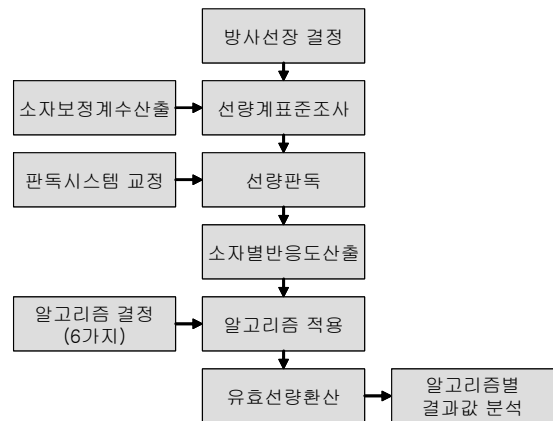 방사선장 결정
소자보정계수산출
선량계표준조사
판독시스템 교정
선량판독
소자별반응도산출
알고리즘 결정
(6가지)
알고리즘 적용
유효선량환산
알고리즘별
결과값 분석